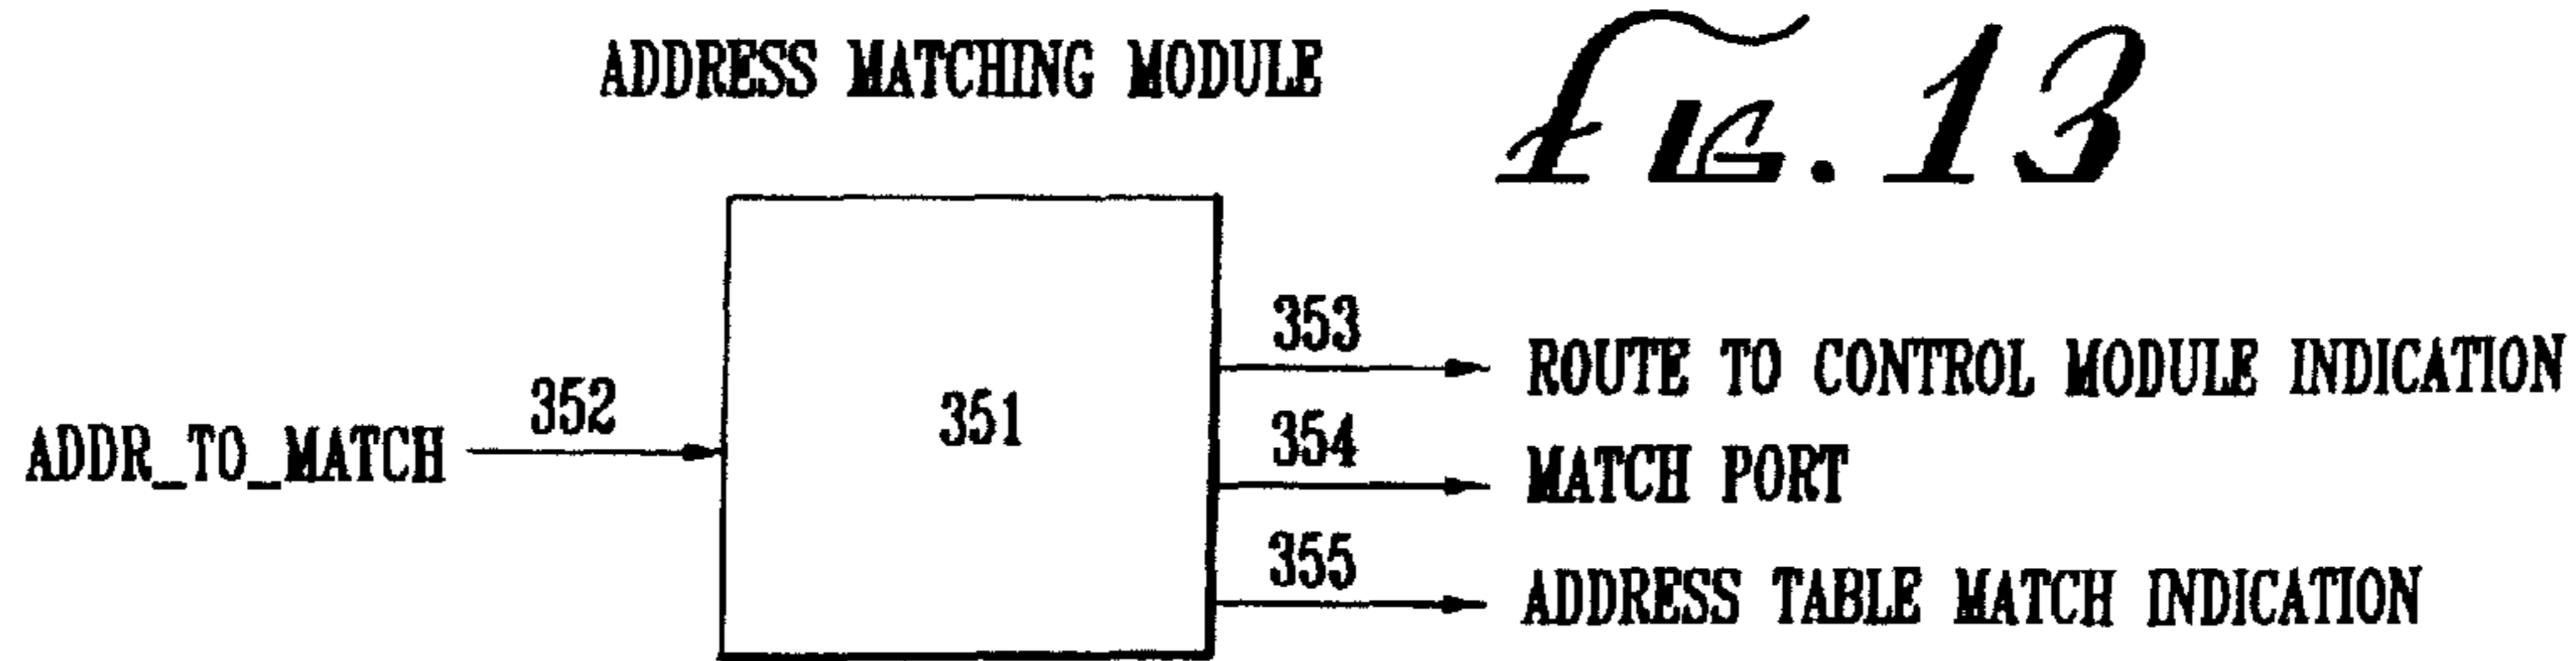 ADDRESS MATCHING MODULE
FIG. 13
353
ROUTE TO CONTROL MODULE INDICATION
352
351
ADDR_TO_MATCH
354
MATCH PORT
355
ADDRESS TABLE MATCH INDICATION